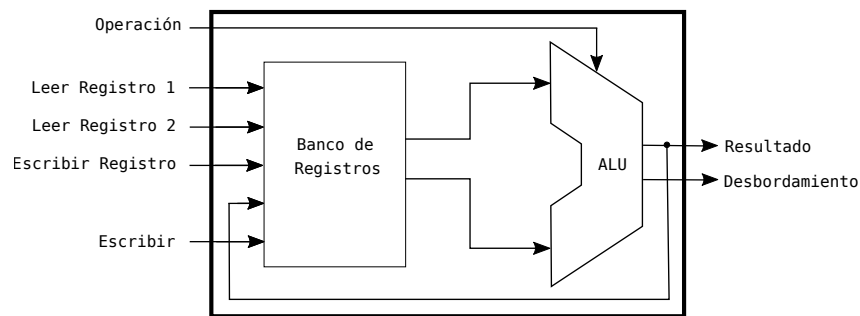 Operación
Leer Registro 1
Leer Registro 2
Escribir Registro
Escribir
Banco de
Registros
ALU
Resultado
Desbordamiento